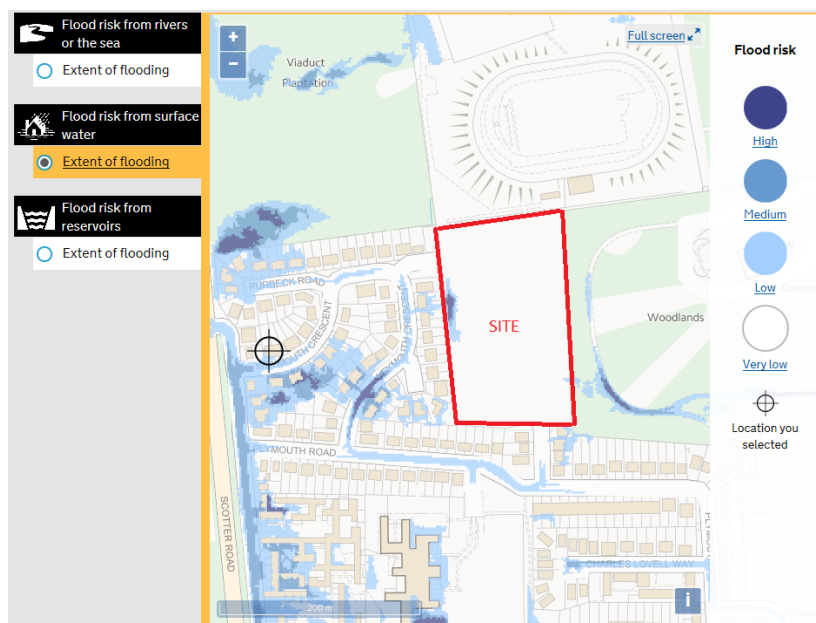 Flood risk from rivers
or the sea
Extent of flooding
Flood risk from surface
water
Extent of flooding
Flood risk from
reservoirs
Extent of flooding
+
−
Full screen
Viaduct
Plantation
PURBECK ROAD
PLYMOUTH ROAD
SCOTTER ROAD
SITE
Woodlands
CHARLES LOVELL WAY
200 m
i
Flood risk
High
Medium
Low
Very low
Location you
selected